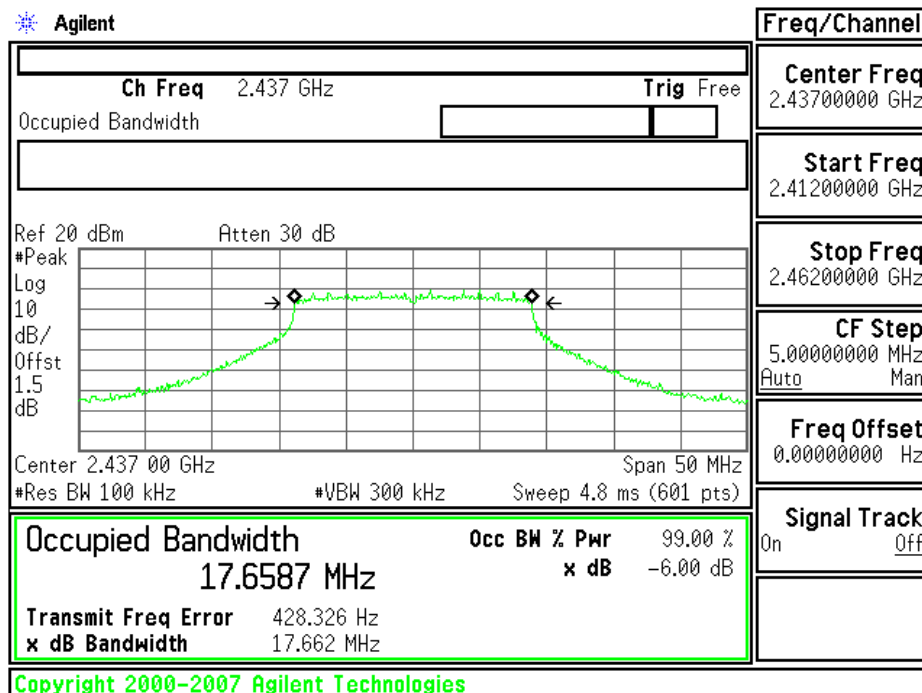 Agilent
Freq/Channel
Ch Freq 2.437 GHz Trig Free
Occupied Bandwidth
Center Freq
2.43700000 GHz
Start Freq
2.41200000 GHz
Stop Freq
2.46200000 GHz
CF Step
5.00000000 MHz
Auto Man
Freq Offset
0.00000000 Hz
Signal Track
On Off
Ref 20 dBm Atten 30 dB
#Peak
Log
10
dB/
Offst
1.5
dB
Center 2.437 00 GHz Span 50 MHz
#Res BW 100 kHz #VBW 300 kHz Sweep 4.8 ms (601 pts)
Occupied Bandwidth Occ BW % Pwr 99.00 %
17.6587 MHz x dB -6.00 dB
Transmit Freq Error 428.326 Hz
x dB Bandwidth 17.662 MHz
Copyright 2000-2007 Agilent Technologies